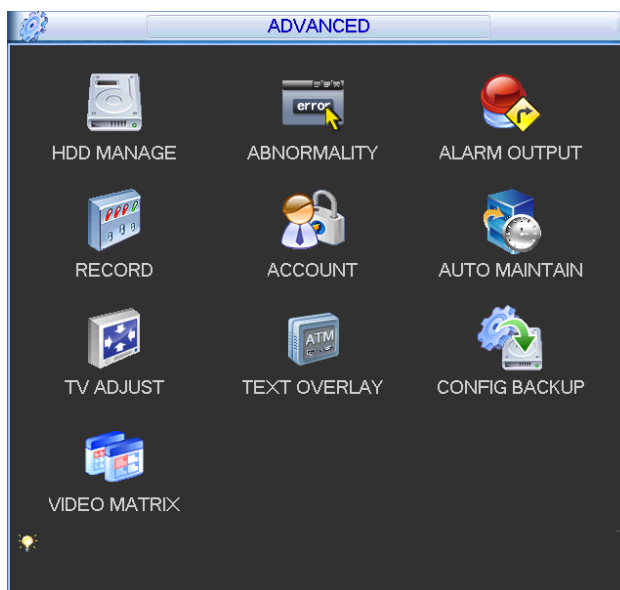 ADVANCED
error
HDD MANAGE ABNORMALITY ALARM OUTPUT
RECORD ACCOUNT AUTO MAINTAIN
ATM
TV ADJUST TEXT OVERLAY CONFIG BACKUP
VIDEO MATRIX